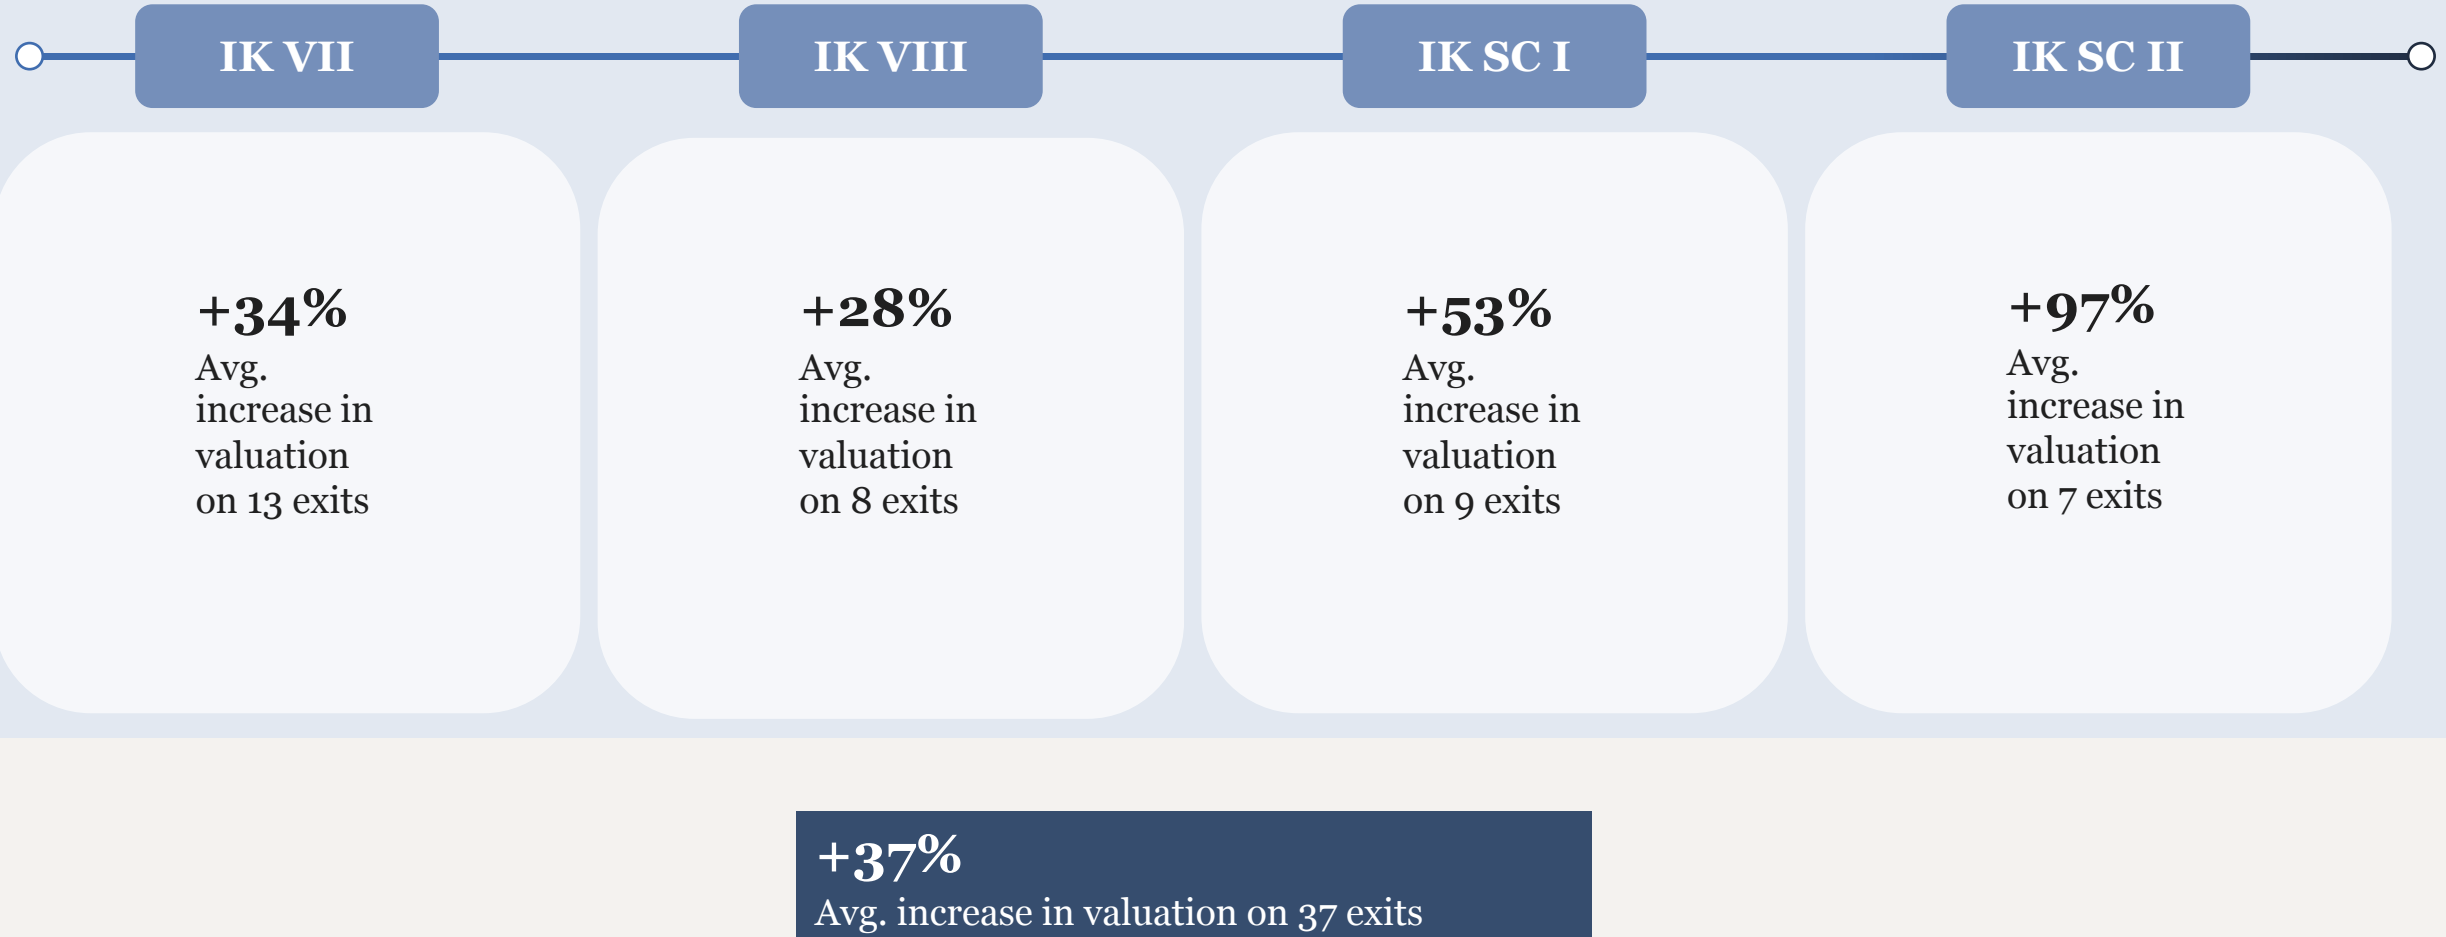 IK VII
IK VIII
IK SC I
IK SC II
+34%
Avg.
increase in
valuation
on 13 exits
+28%
Avg.
increase in
valuation
on 8 exits
+53%
Avg.
increase in
valuation
on 9 exits
+97%
Avg.
increase in
valuation
on 7 exits
+37%
Avg. increase in valuation on 37 exits